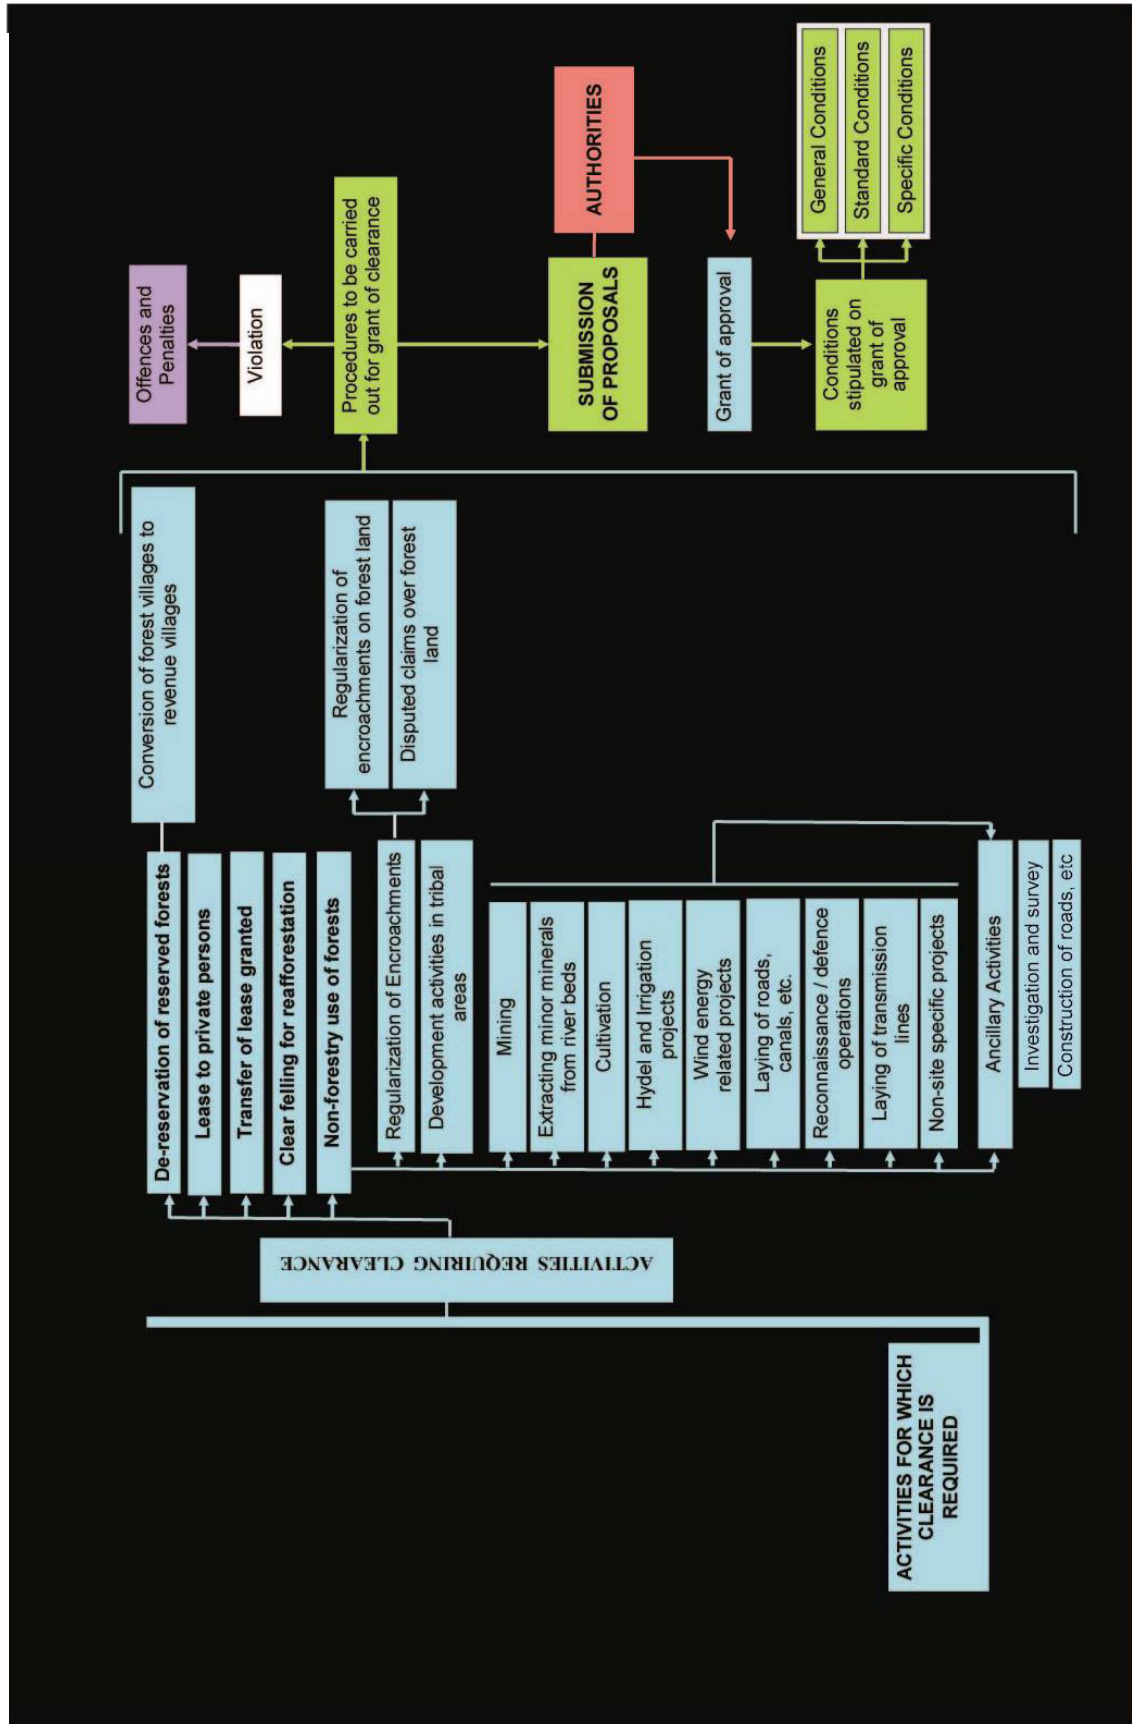 ACTIVITIES FOR WHICH
CLEARANCE IS
REQUIRED
ACTIVITIES REQUIRING CLEARANCE
De-reservation of reserved forests
Lease to private persons
Transfer of lease granted
Clear felling for reafforestation
Non-forestry use of forests
Regularization of Encroachments
Development activities in tribal
areas
Mining
Extracting minor minerals
from river beds
Cultivation
Hydel and Irrigation
projects
Wind energy
related projects
Laying of roads,
canals, etc.
Reconnaissance / defence
operations
Laying of transmission
lines
Non-site specific projects
Ancillary Activities
Investigation and survey
Construction of roads, etc
Conversion of forest villages to
revenue villages
Regularization of
encroachments on forest land
Disputed claims over forest
land
Offences and
Penalties
Violation
Procedures to be carried
out for grant of clearance
SUBMISSION
OF PROPOSALS
AUTHORITIES
Grant of approval
Conditions
stipulated on
grant of
approval
General Conditions
Standard Conditions
Specific Conditions